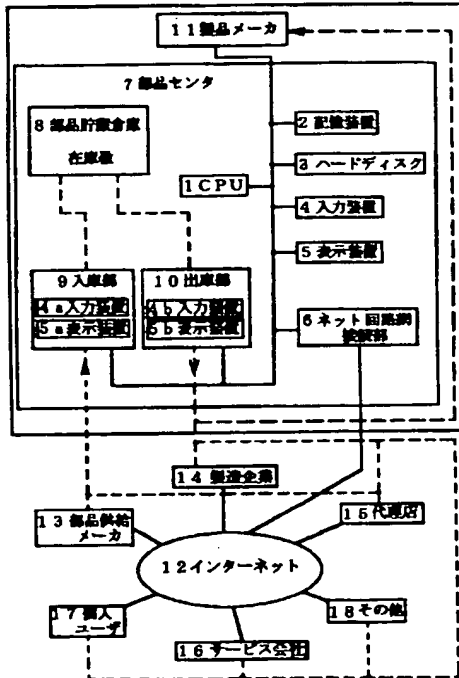 11製品メーカ
7部品センタ
8部品貯蔵倉庫
在庫量
2記憶装置
3ハードディスク
1CPU
4入力装置
5表示装置
9入庫部
4a入力装置
5a表示装置
10出庫部
4b入力装置
5b表示装置
6ネット回路網
接続部
14製造企業
13部品供給
メーカ
15代理店
12インターネット
17個人
ユーザ
18その他
16サービス会社